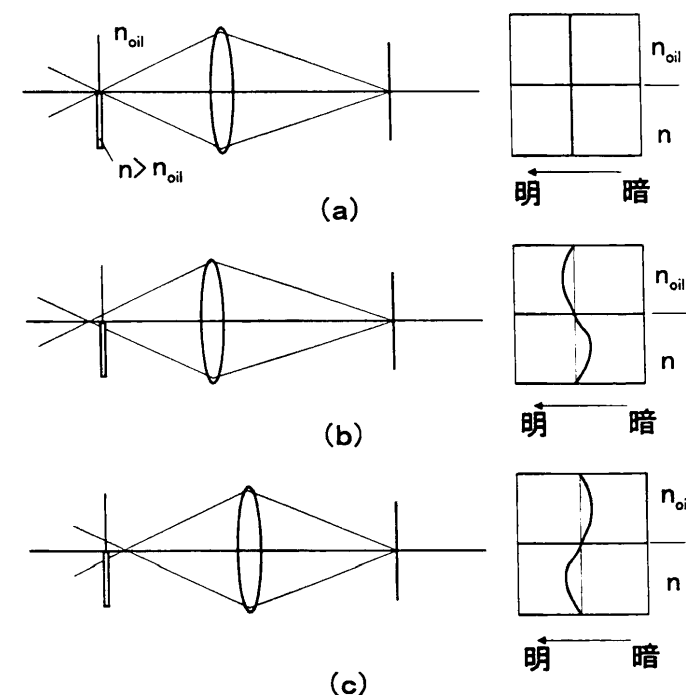 n_oil
n> n_oil
n_oil
n
明 暗
(a)
n_oil
n
明 暗
(b)
n_oi
n
明 暗
(c)